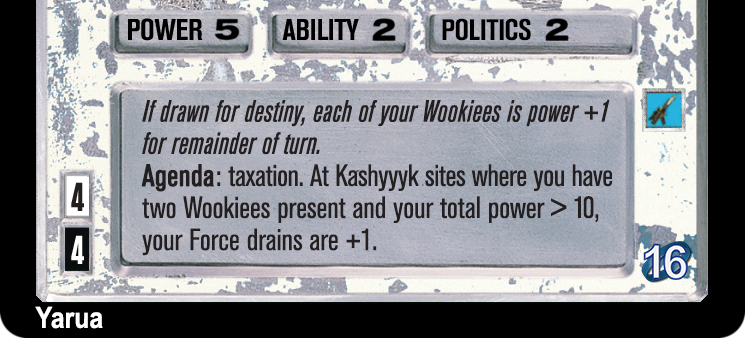 POWER 5 ABILITY 2 POLITICS 2
If drawn for destiny, each of your Wookiees is power +1
for remainder of turn.
Agenda: taxation. At Kashyyyk sites where you have
two Wookiees present and your total power > 10,
your Force drains are +1.
4
4
16
Yarua